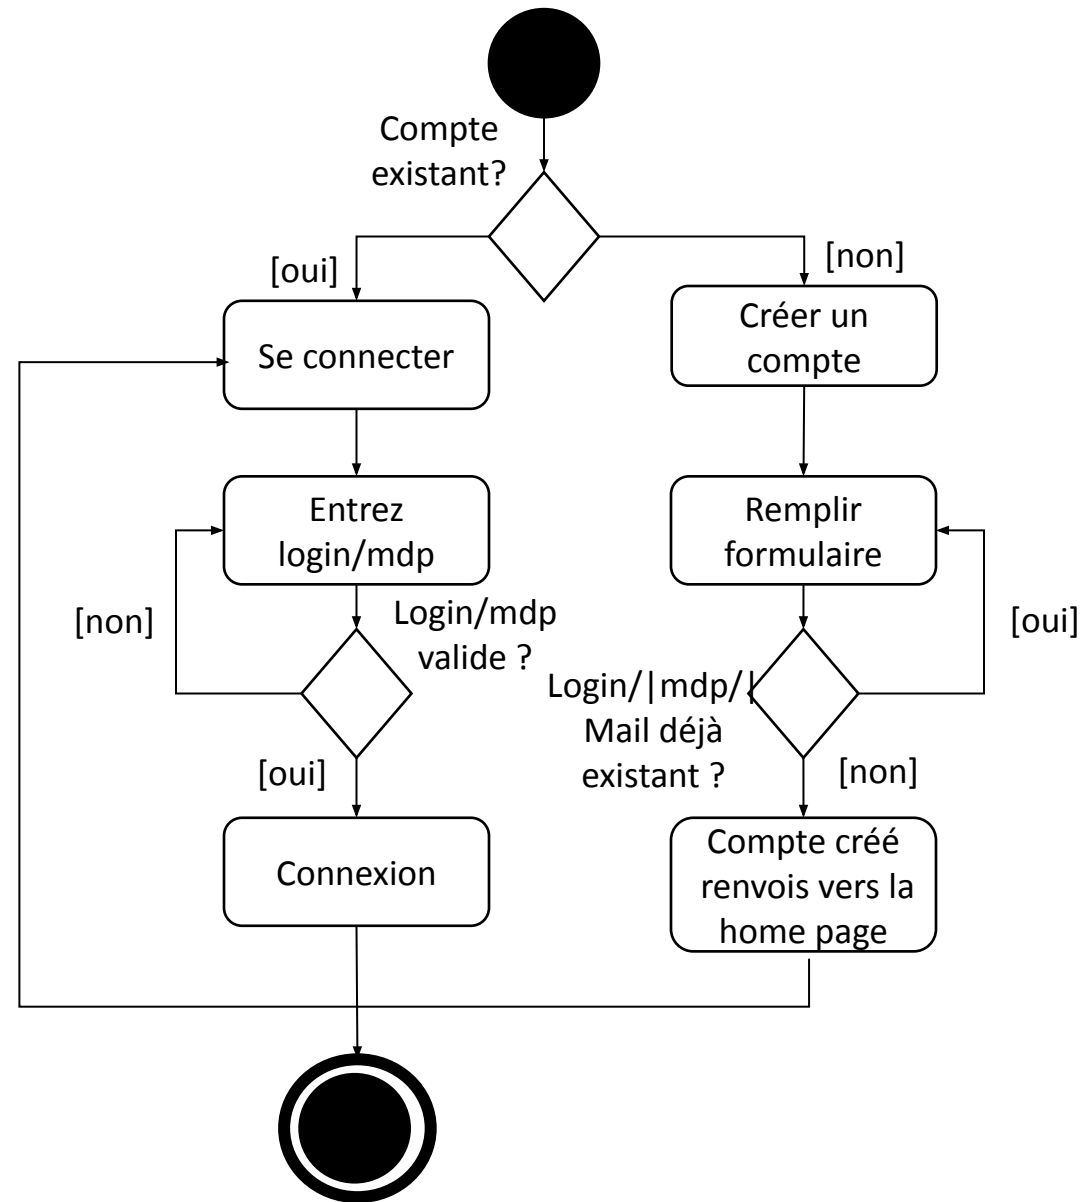 Compte
existant?
[oui]
[non]
Se connecter
Créer un
compte
Entrez
login/mdp
Remplir
formulaire
[non]
Login/mdp
valide ?
[oui]
Login/|mdp/|
Mail déjà
existant ?
[oui]
[non]
Connexion
Compte créé
renvois vers la
home page